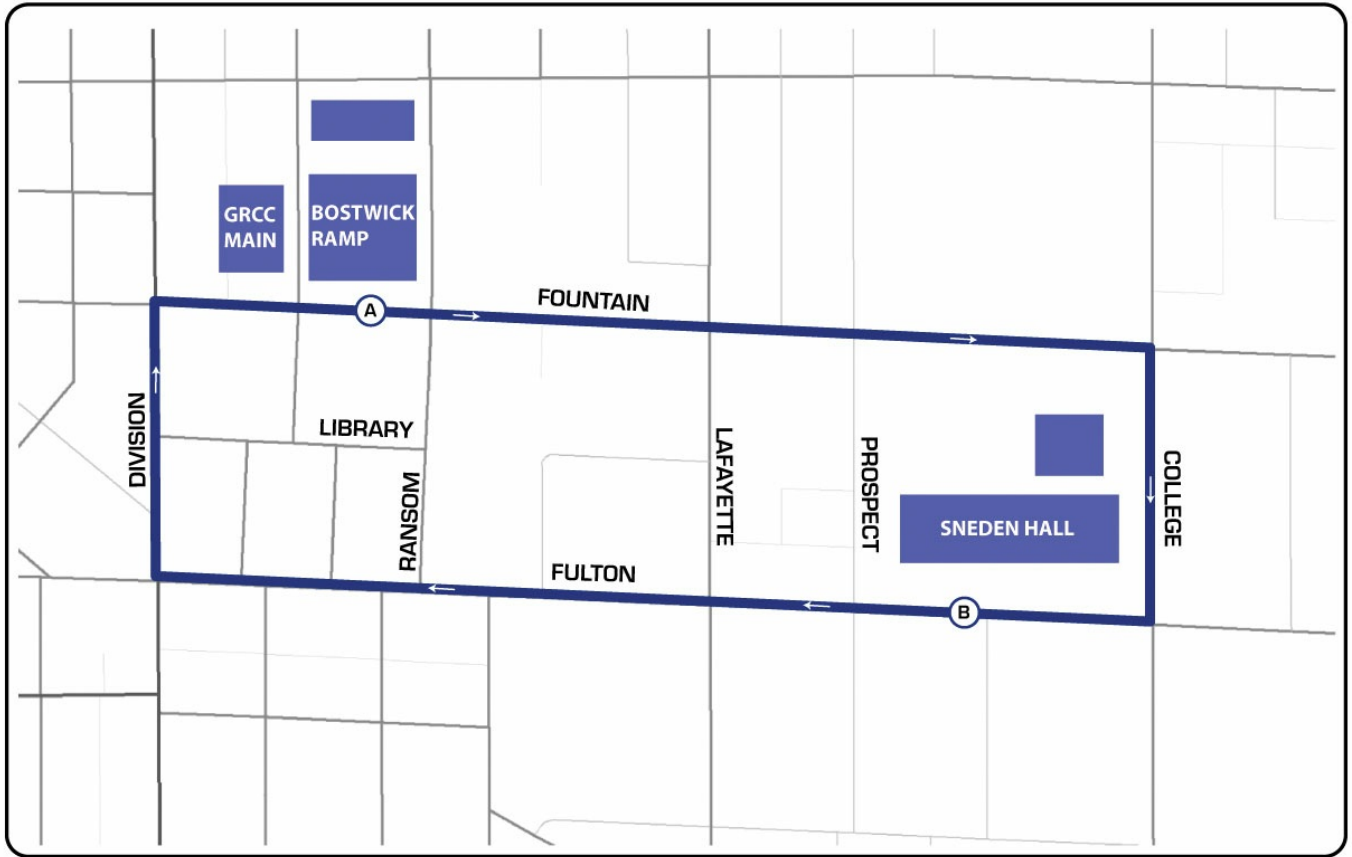 GRCC
MAIN
BOSTWICK
RAMP
A
FOUNTAIN
DIVISION
LIBRARY
RANSOM
LAFAYETTE
PROSPECT
COLLEGE
SNEDEN HALL
FULTON
B